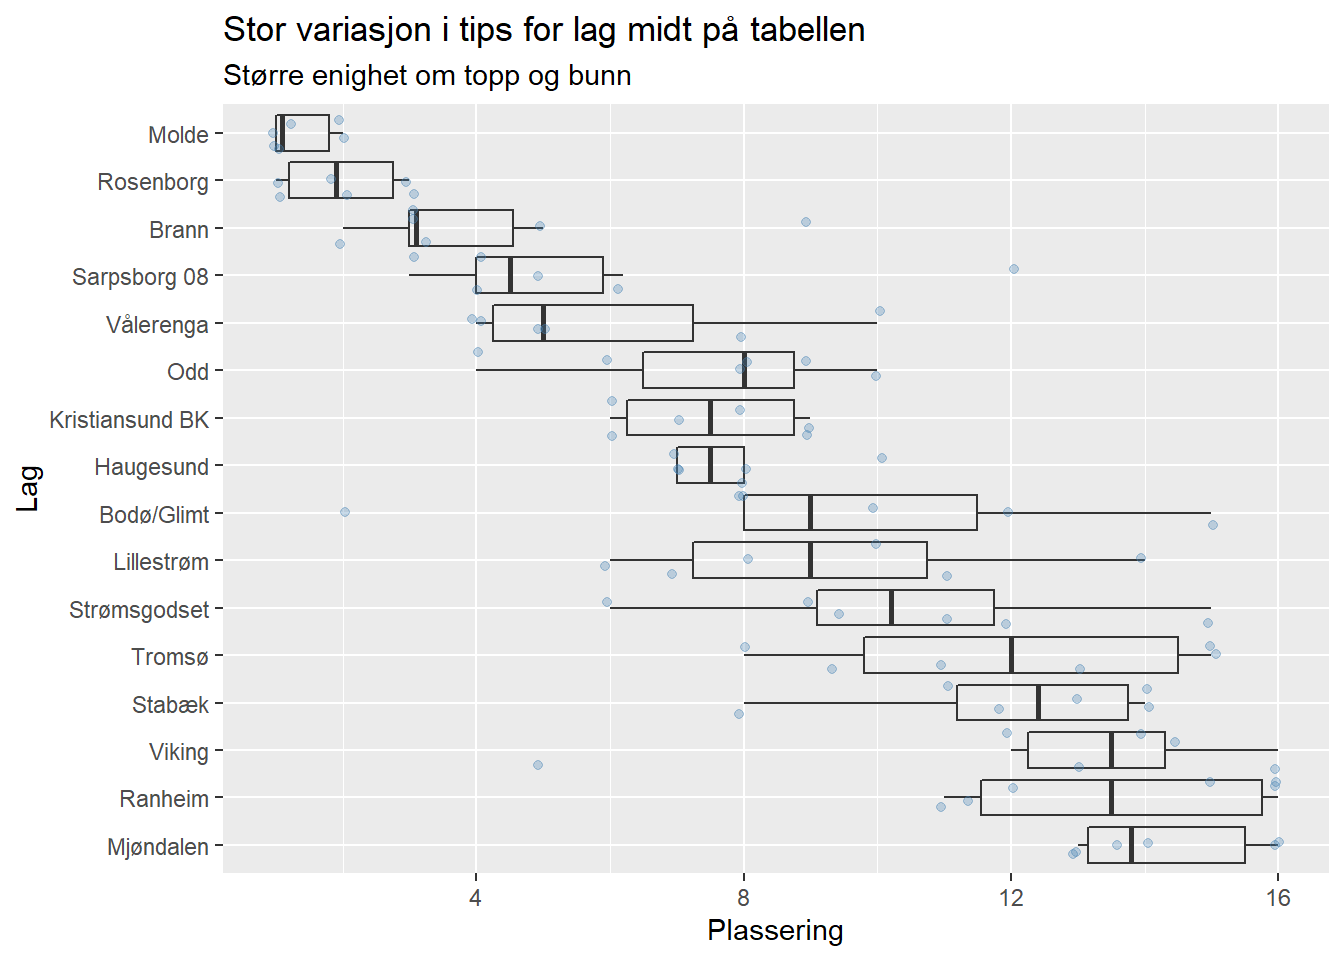 Stor variasjon i tips for lag midt på tabellen
Større enighet om topp og bunn
Molde
Rosenborg
Brann
Sarpsborg 08
Vålerenga
Odd
Kristiansund BK
Haugesund
Bodø/Glimt
Lillestrøm
Strømsgodset
Tromsø
Stabæk
Viking
Ranheim
Mjøndalen
Lag
4 8 12 16
Plassering